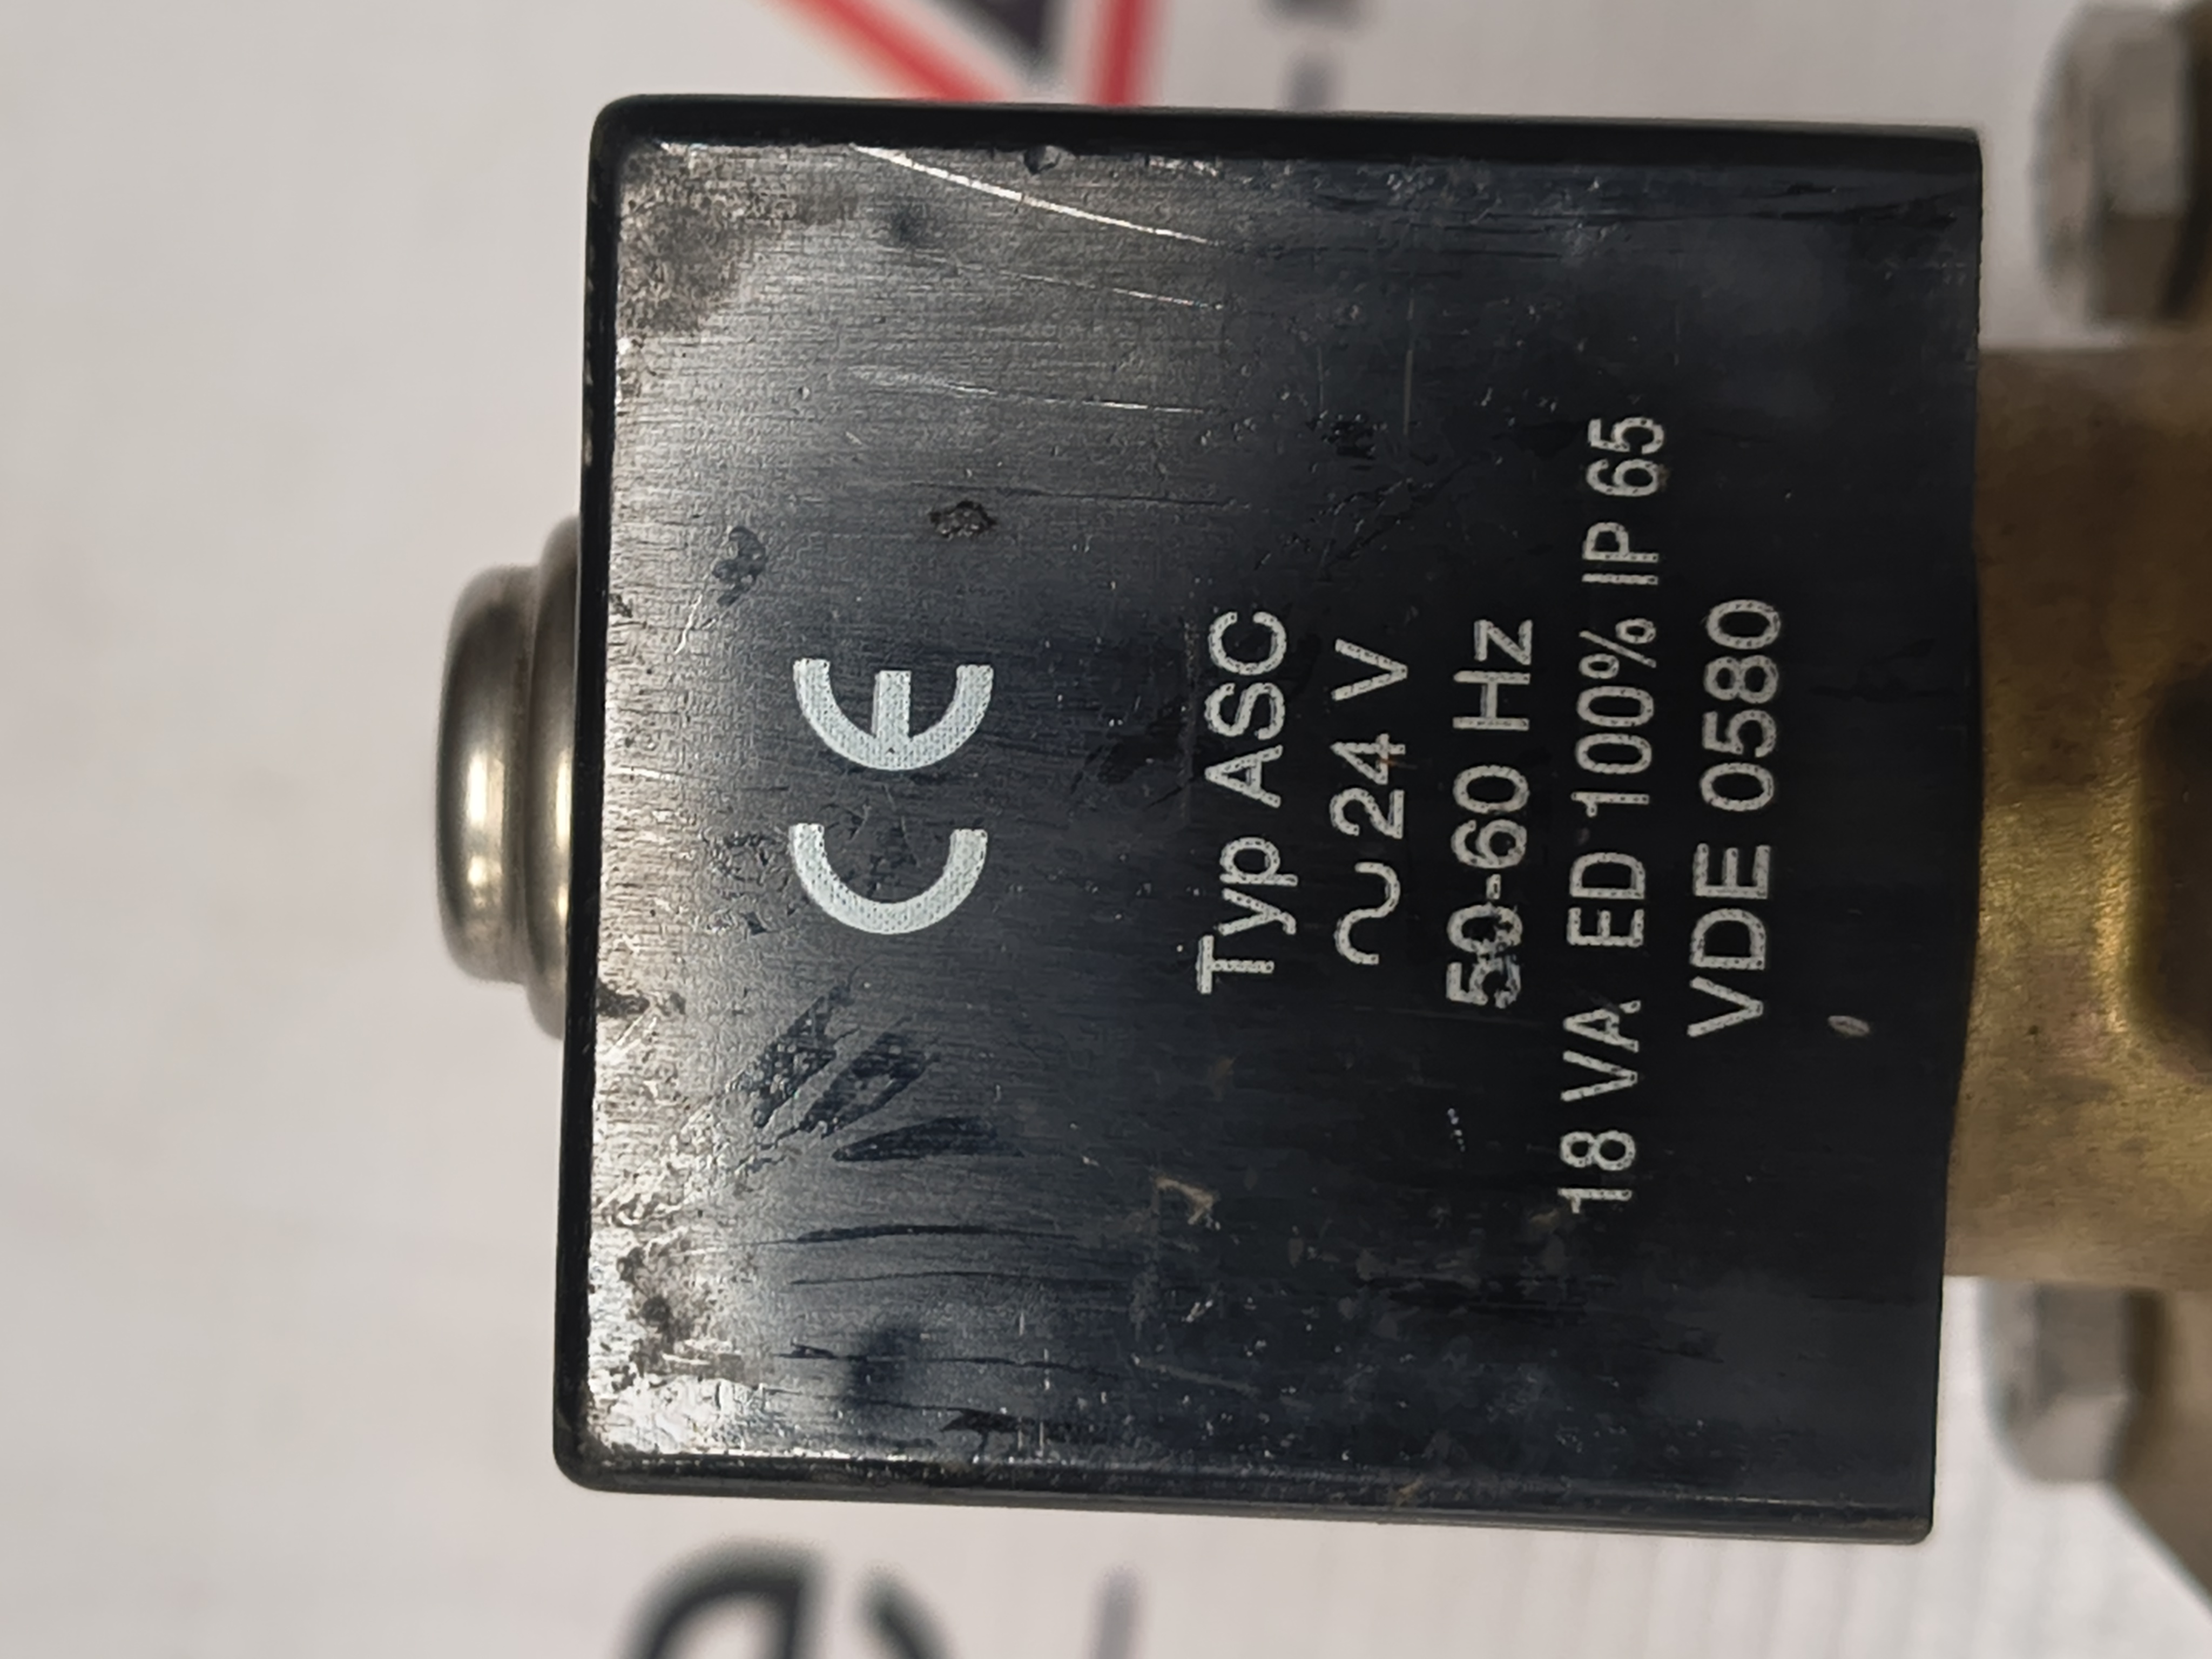 CE
Typ ASC
~ 24 V
50-60 Hz
18 VA ED 100% IP 65
VDE 0580